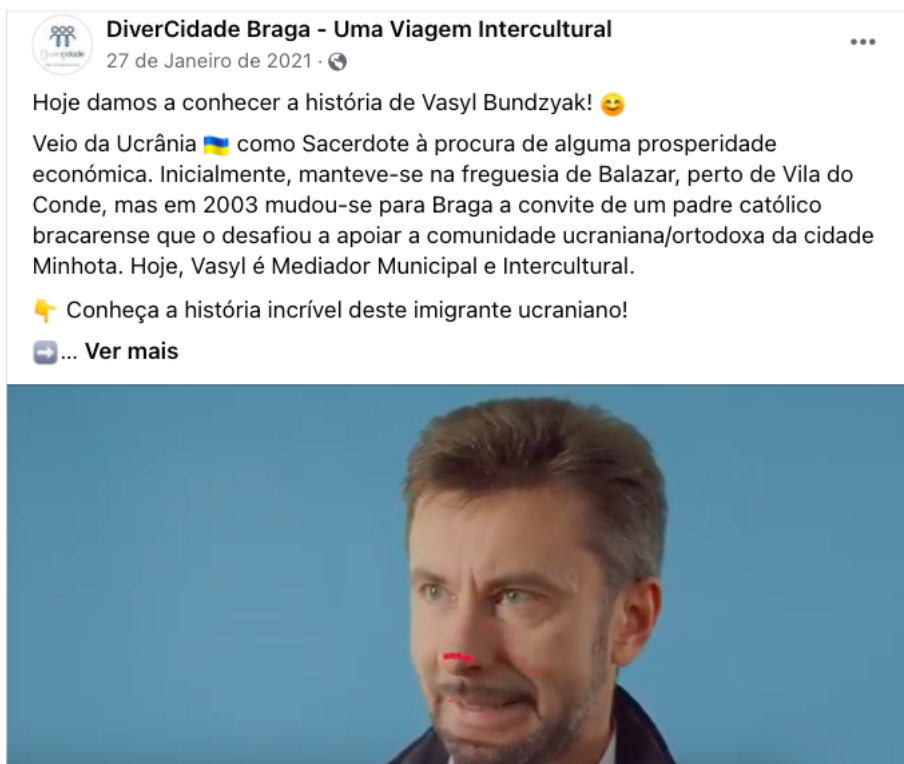 DiverCidade Braga - Uma Viagem Intercultural
27 de Janeiro de 2021 ·
Hoje damos a conhecer a história de Vasyl Bundzyak! 😊
Veio da Ucrânia 🇺🇦 como Sacerdote à procura de alguma prosperidade
económica. Inicialmente, manteve-se na freguesia de Balazar, perto de Vila do
Conde, mas em 2003 mudou-se para Braga a convite de um padre católico
bracarense que o desafiou a apoiar a comunidade ucraniana/ortodoxa da cidade
Minhota. Hoje, Vasyl é Mediador Municipal e Intercultural.
👇 Conheça a história incrível deste imigrante ucraniano!
➡️... Ver mais